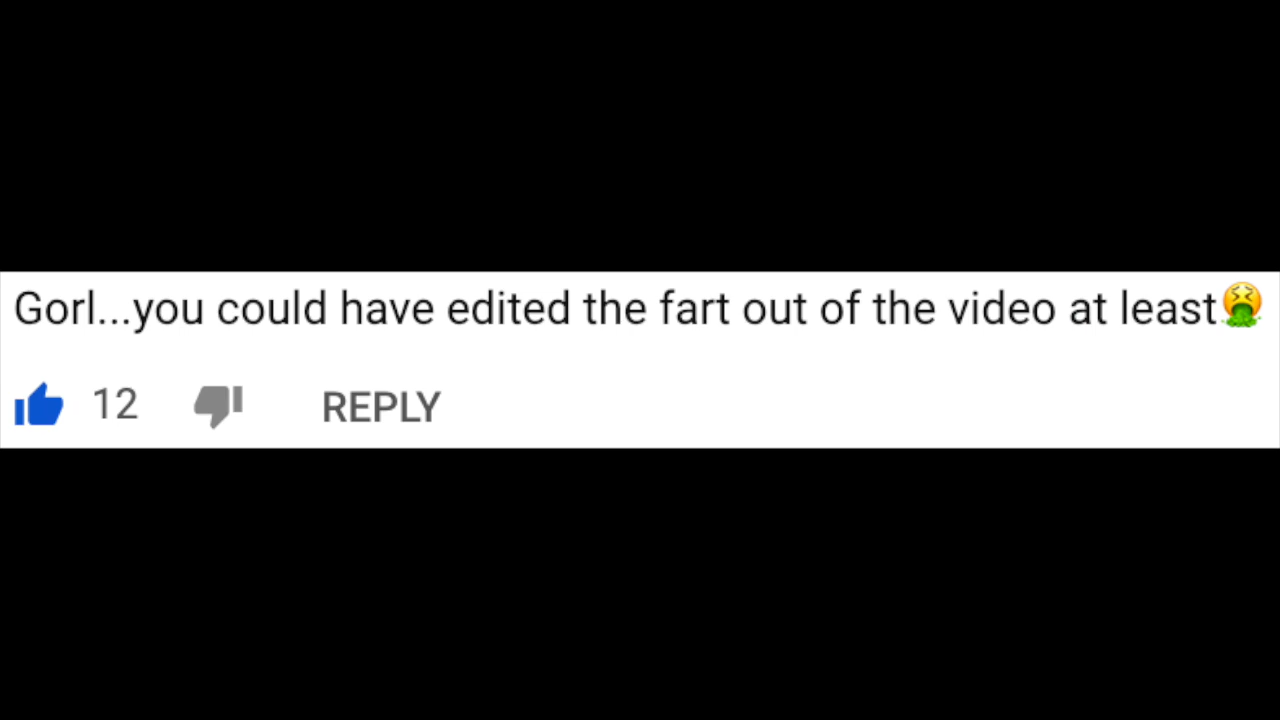 Gorl...you could have edited the fart out of the video at least🤮
12 REPLY